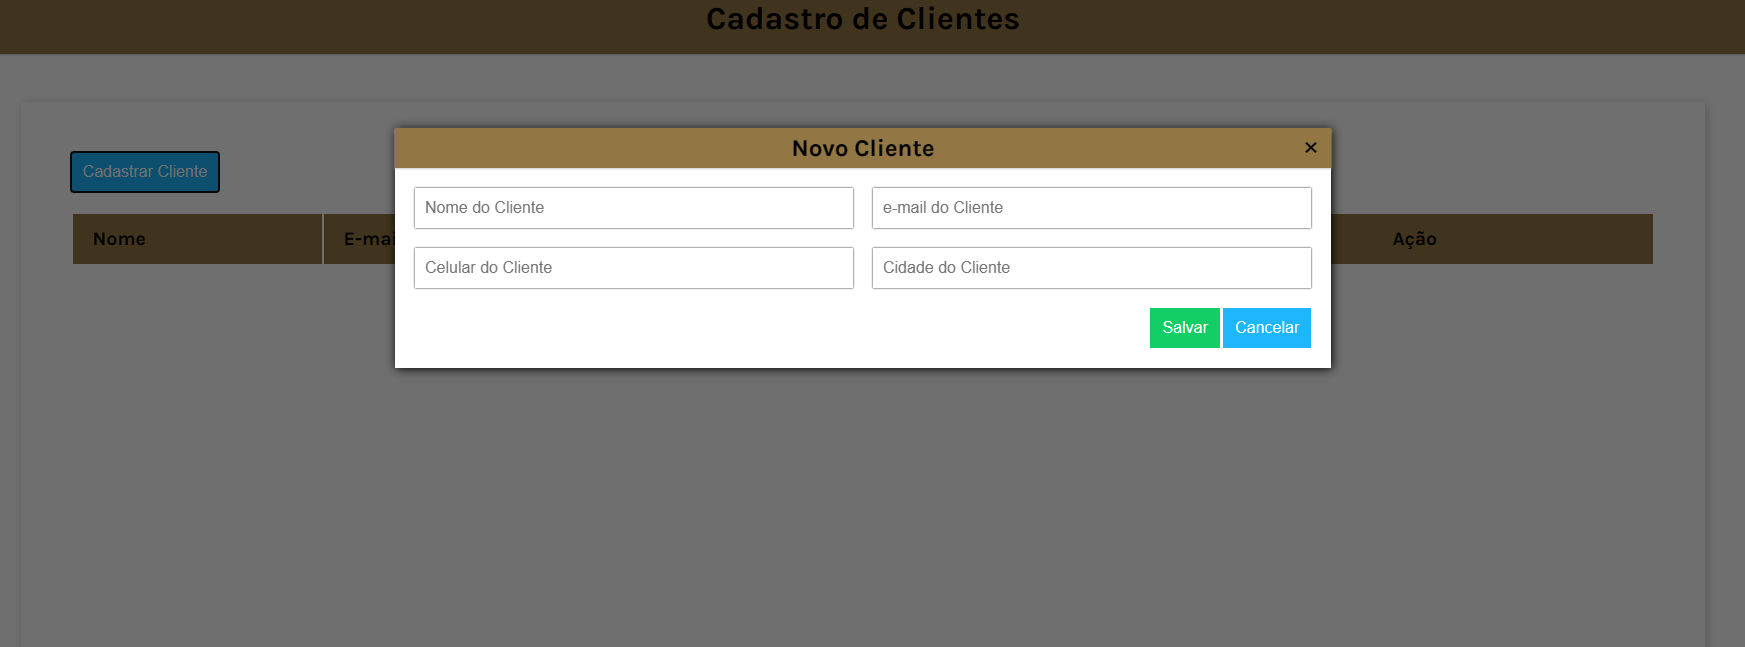 Cadastro de Clientes
Novo Cliente ×
Cadastrar Cliente
Nome do Cliente
e-mail do Cliente
Nome
E-mai
Ação
Celular do Cliente
Cidade do Cliente
Salvar
Cancelar